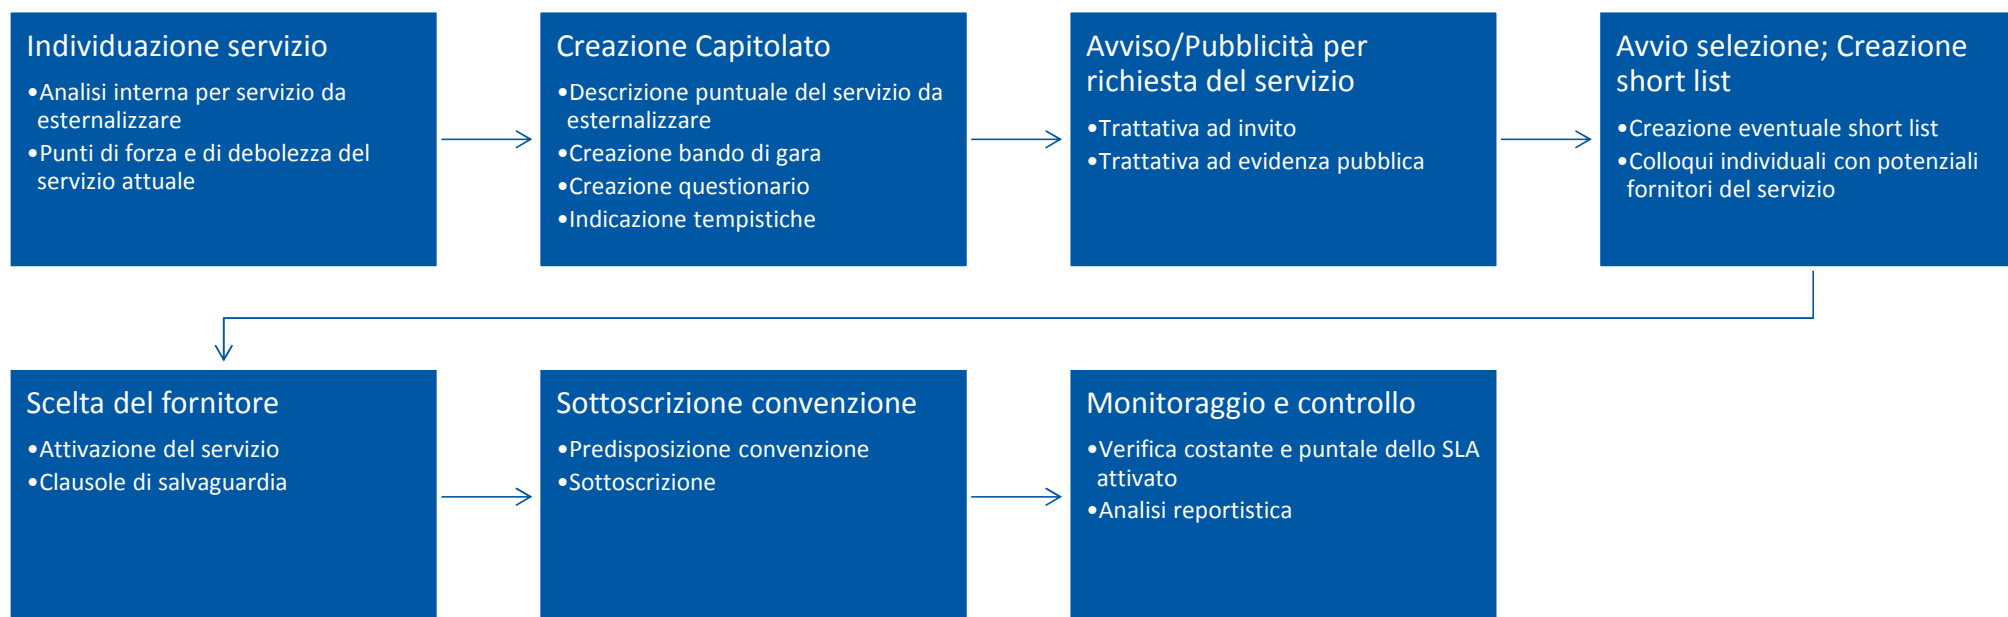 Individuazione servizio
•Analisi interna per servizio da
esternalizzare
•Punti di forza e di debolezza del
servizio attuale
Creazione Capitolato
•Descrizione puntuale del servizio da
esternalizzare
•Creazione bando di gara
•Creazione questionario
•Indicazione tempistiche
Avviso/Pubblicità per
richiesta del servizio
•Trattativa ad invito
•Trattativa ad evidenza pubblica
Avvio selezione; Creazione
short list
•Creazione eventuale short list
•Colloqui individuali con potenziali
fornitori del servizio
Scelta del fornitore
•Attivazione del servizio
•Clausole di salvaguardia
Sottoscrizione convenzione
•Predisposizione convenzione
•Sottoscrizione
Monitoraggio e controllo
•Verifica costante e puntale dello SLA
attivato
•Analisi reportistica